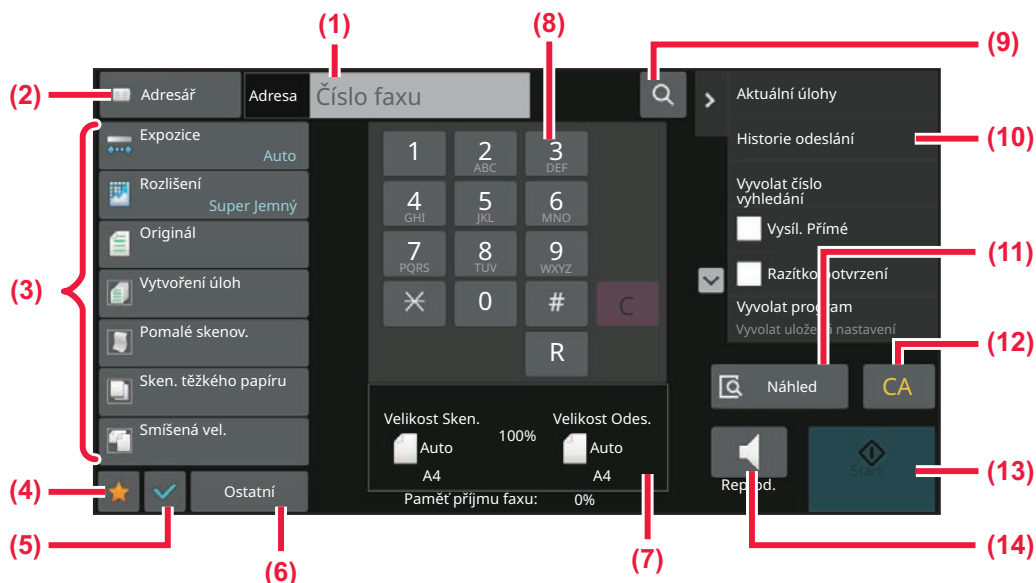 (1)
(8)
(9)
(2)
Adresář
Adresa
Číslo faxu
Aktuální úlohy
(3)
Expozice
Auto
Rozlišení
Super Jemný
Originál
Vytvoření úloh
Pomalé skenov.
Sken. těžkého papíru
Smíšená vel.
1
2
ABC
3
DEF
4
GHI
5
JKL
6
MNO
7
PQRS
8
TUV
9
WXYZ
0
#
C
R
Historie odeslání
(10)
Vyvolat číslo
vyhledání
Vysíl. Přímé
(11)
Razítko potvrzení
Vyvolat program
Vyvolat uložená nastavení
(12)
Náhled
CA
Velikost Sken.
Velikost Odes.
100%
Auto
Auto
A4
A4
Start
(13)
Reprod.
(4)
Ostatní
Paměť příjmu faxu: 0%
(5)
(6)
(7)
(14)